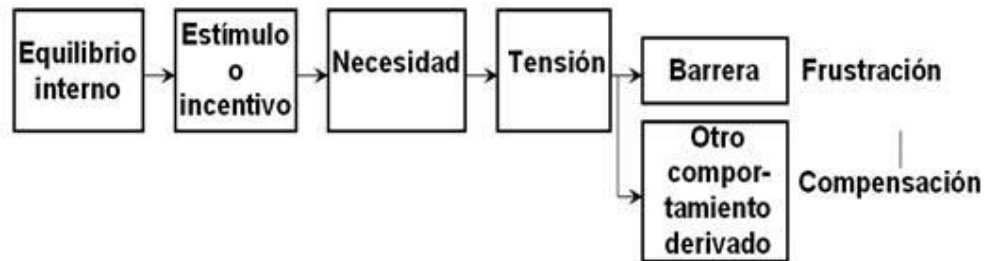 Equilibrio
interno
Estímulo
o
incentivo
Necesidad
Tensión
Barrera
Frustración
Otro
compor-
tamiento
derivado
Compensación